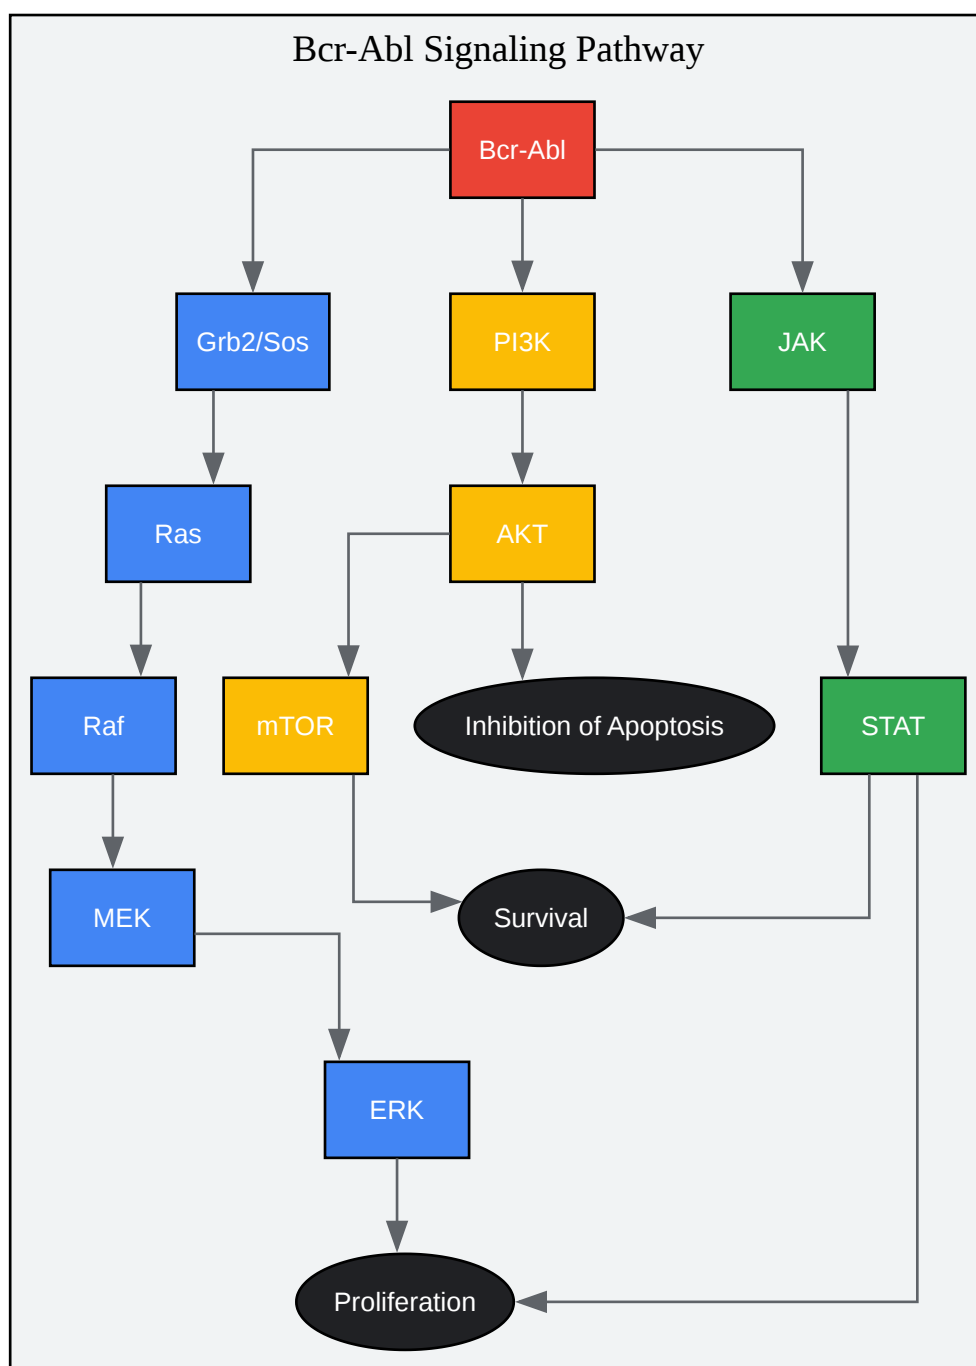 Bcr-Abl Signaling Pathway
Bcr-Abl
Grb2/Sos
PI3K
JAK
Ras
AKT
Raf
mTOR
Inhibition of Apoptosis
STAT
MEK
Survival
ERK
Proliferation